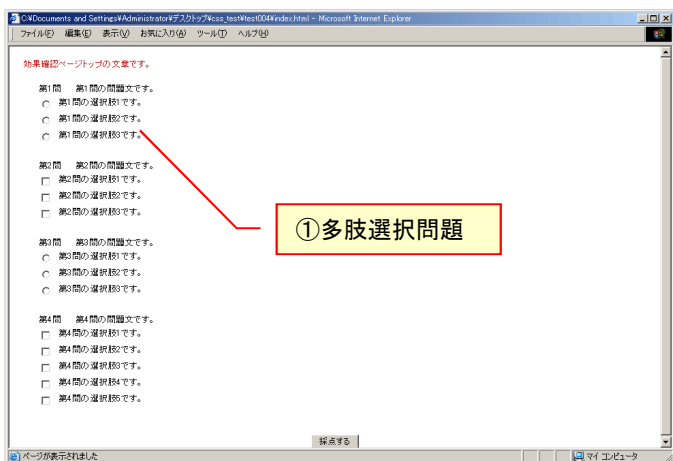 C:¥Documents and Settings¥Administrator¥デスクトップ¥css_test¥test004¥index.html - Microsoft Internet Explorer
ファイル(F) 編集(E) 表示(V) お気に入り(A) ツール(T) ヘルプ(H)
効果確認ページトップの文章です。
第1問 第1問の問題文です。
第1問の選択肢1です。
第1問の選択肢2です。
第1問の選択肢3です。
第2問 第2問の問題文です。
第2問の選択肢1です。
第2問の選択肢2です。
第2問の選択肢3です。
①多肢選択問題
第3問 第3問の問題文です。
第3問の選択肢1です。
第3問の選択肢2です。
第3問の選択肢3です。
第4問 第4問の問題文です。
第4問の選択肢1です。
第4問の選択肢2です。
第4問の選択肢3です。
第4問の選択肢4です。
第4問の選択肢5です。
採点する
ページが表示されました マイ コンピュータ